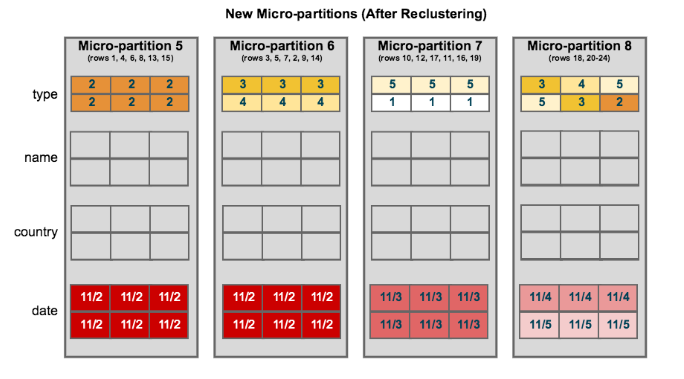 New Micro-partitions (After Reclustering)
Micro-partition 5 Micro-partition 6 Micro-partition 7 Micro-partition 8
(rows 1, 4, 6, 8, 13, 15) (rows 3, 5, 7, 2, 9, 14) (rows 10, 12, 17, 11, 16, 19) (rows 18, 20-24)
2 2 2 3 3 3 5 5 5 3 4 5
type
2 2 2 4 4 4 1 1 1 5 3 2
name
country
11/2 11/2 11/2 11/2 11/2 11/2 11/3 11/3 11/3 11/4 11/4 11/4
date
11/2 11/2 11/2 11/2 11/2 11/2 11/3 11/3 11/3 11/5 11/5 11/5